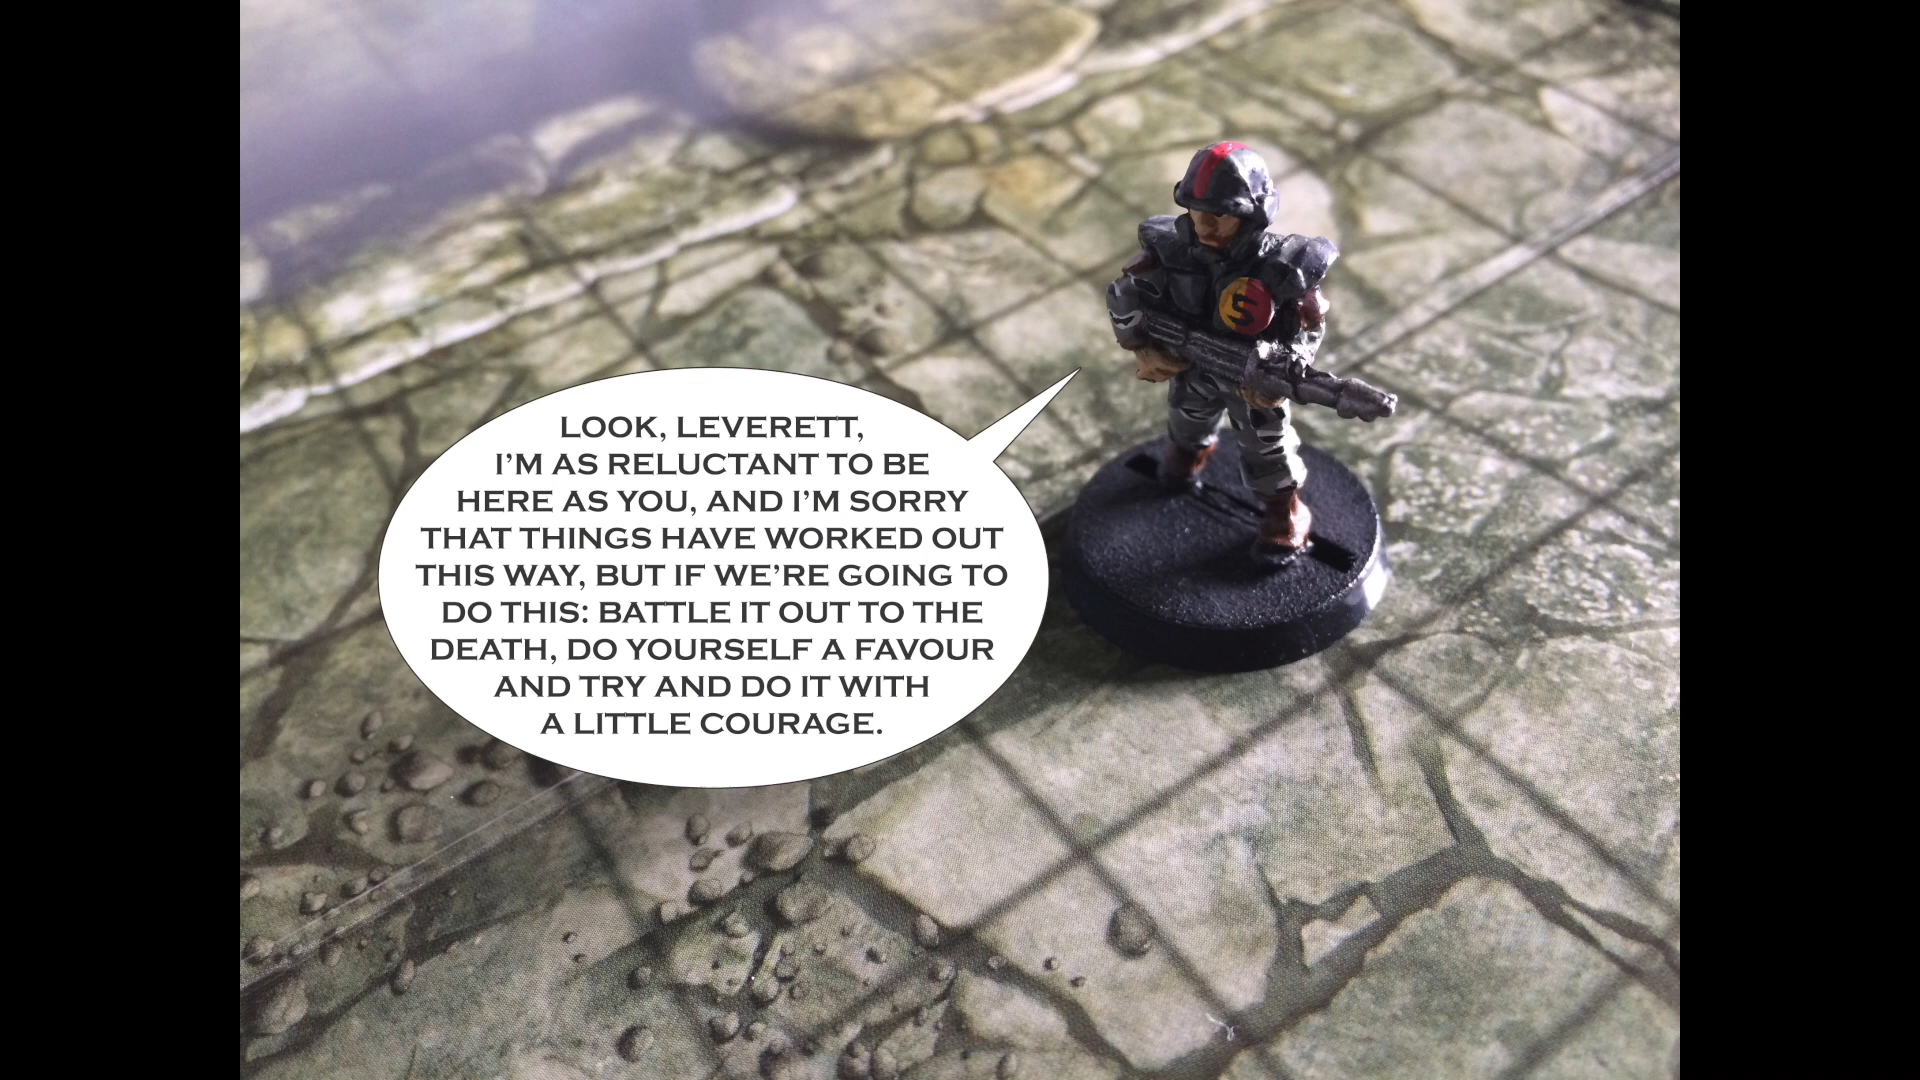 LOOK, LEVERETT,
I'M AS RELUCTANT TO BE
HERE AS YOU, AND I'M SORRY
THAT THINGS HAVE WORKED OUT
THIS WAY, BUT IF WE'RE GOING TO
DO THIS: BATTLE IT OUT TO THE
DEATH, DO YOURSELF A FAVOUR
AND TRY AND DO IT WITH
A LITTLE COURAGE.
5